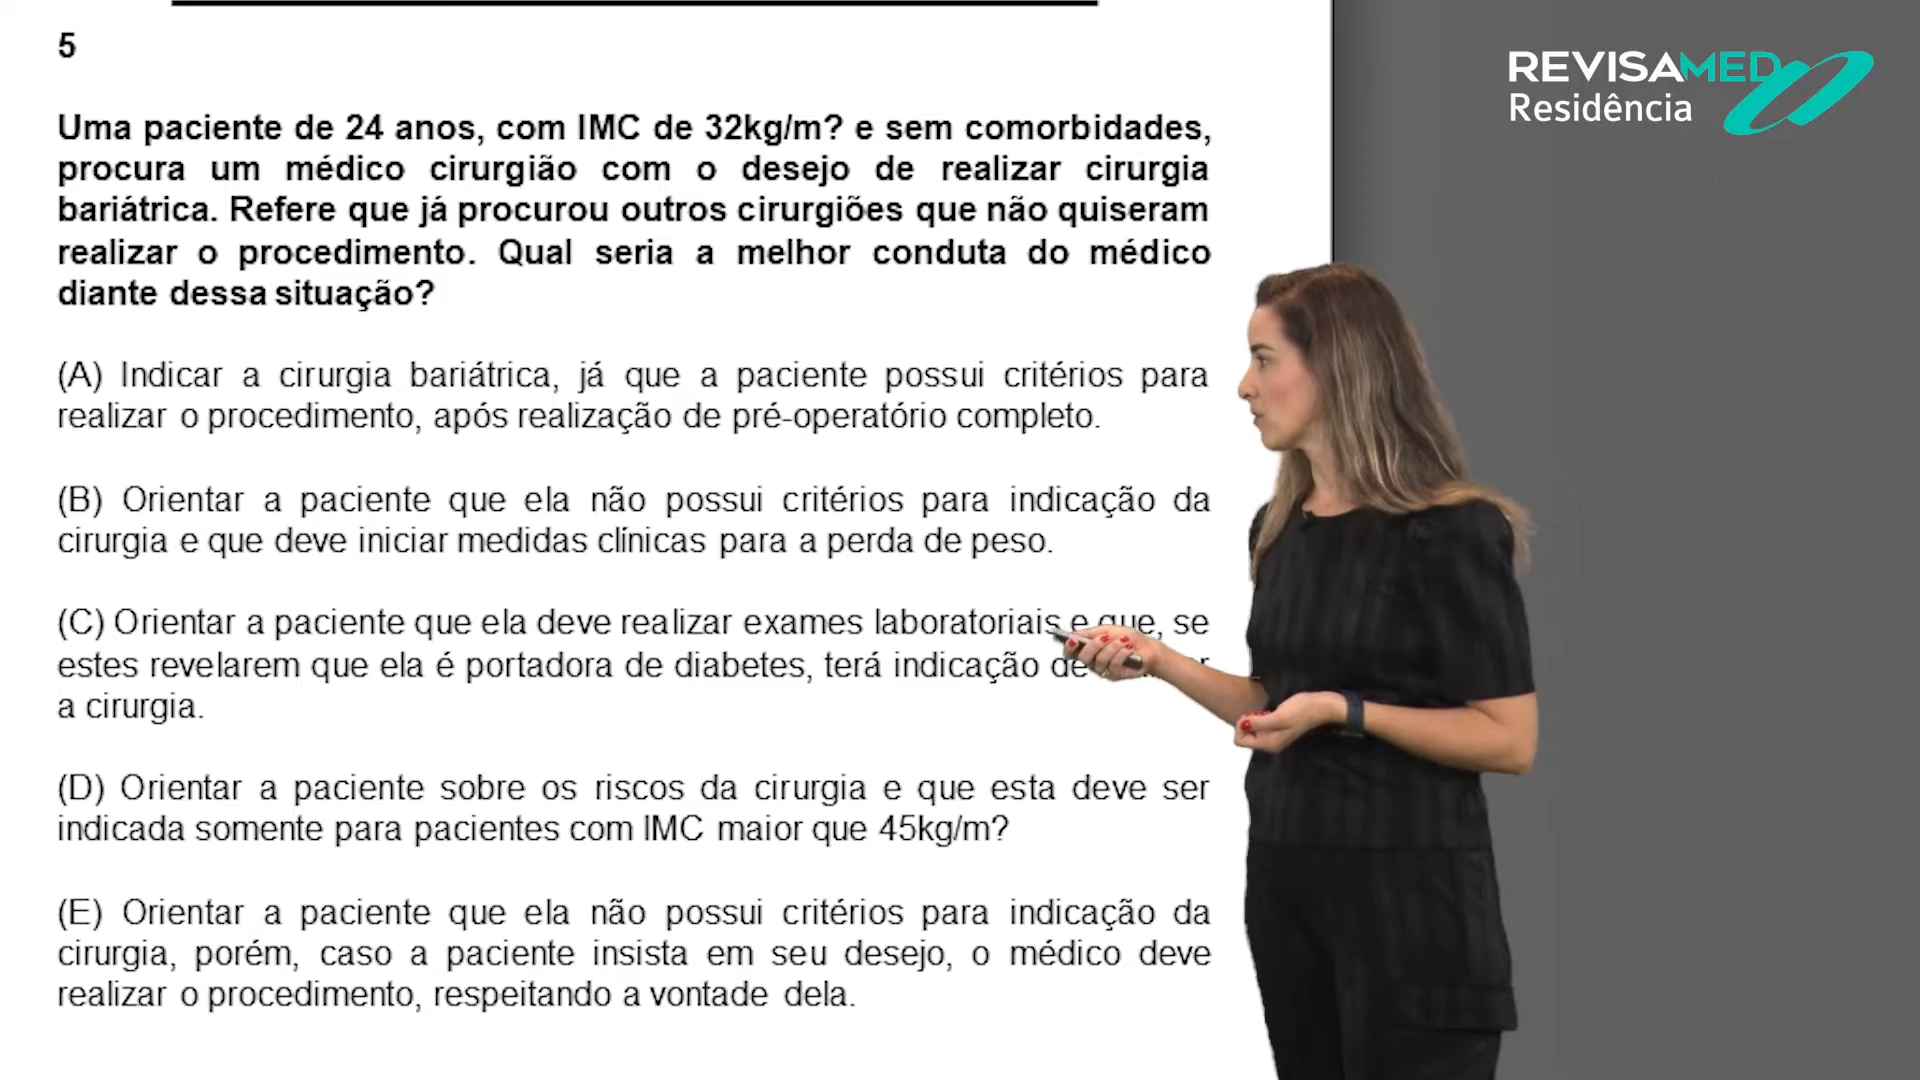 5
REVISAMED
Residência
Uma paciente de 24 anos, com IMC de 32kg/m? e sem comorbidades,
procura um médico cirurgião com o desejo de realizar cirurgia
bariátrica. Refere que já procurou outros cirurgiões que não quiseram
realizar o procedimento. Qual seria a melhor conduta do médico
diante dessa situação?
(A) Indicar a cirurgia bariátrica, já que a paciente possui critérios para
realizar o procedimento, após realização de pré-operatório completo.
(B) Orientar a paciente que ela não possui critérios para indicação da
cirurgia e que deve iniciar medidas clínicas para a perda de peso.
(C) Orientar a paciente que ela deve realizar exames laboratoriais e que, se
estes revelarem que ela é portadora de diabetes, terá indicação de
a cirurgia.
(D) Orientar a paciente sobre os riscos da cirurgia e que esta deve ser
indicada somente para pacientes com IMC maior que 45kg/m?
(E) Orientar a paciente que ela não possui critérios para indicação da
cirurgia, porém, caso a paciente insista em seu desejo, o médico deve
realizar o procedimento, respeitando a vontade dela.